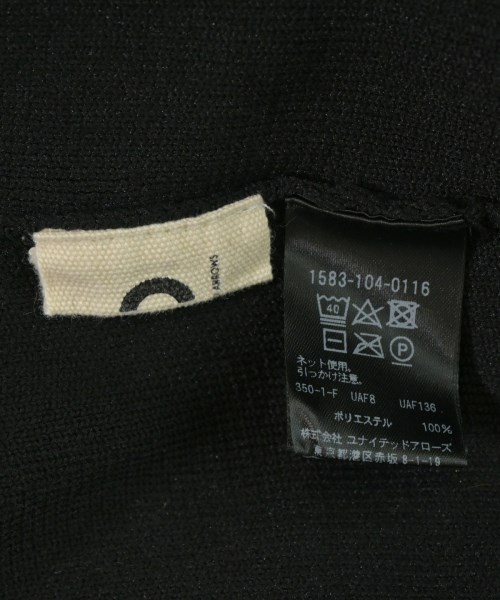 SMORK
1583-104-0116
40
P
ネット使用。
引っかけ注意。
350-1-F UAF8 UAF136
ポリエステル 100%
株式会社 ユナイテッドアローズ
東京都港区赤坂 8-1-19